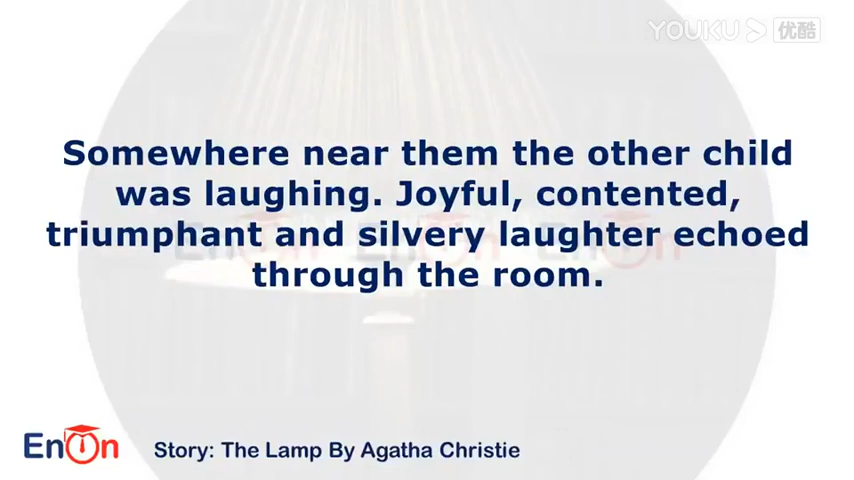 YOUKU 优酷
Somewhere near them the other child
was laughing. Joyful, contented,
triumphant and silvery laughter echoed
through the room.
EnOn
Story: The Lamp By Agatha Christie